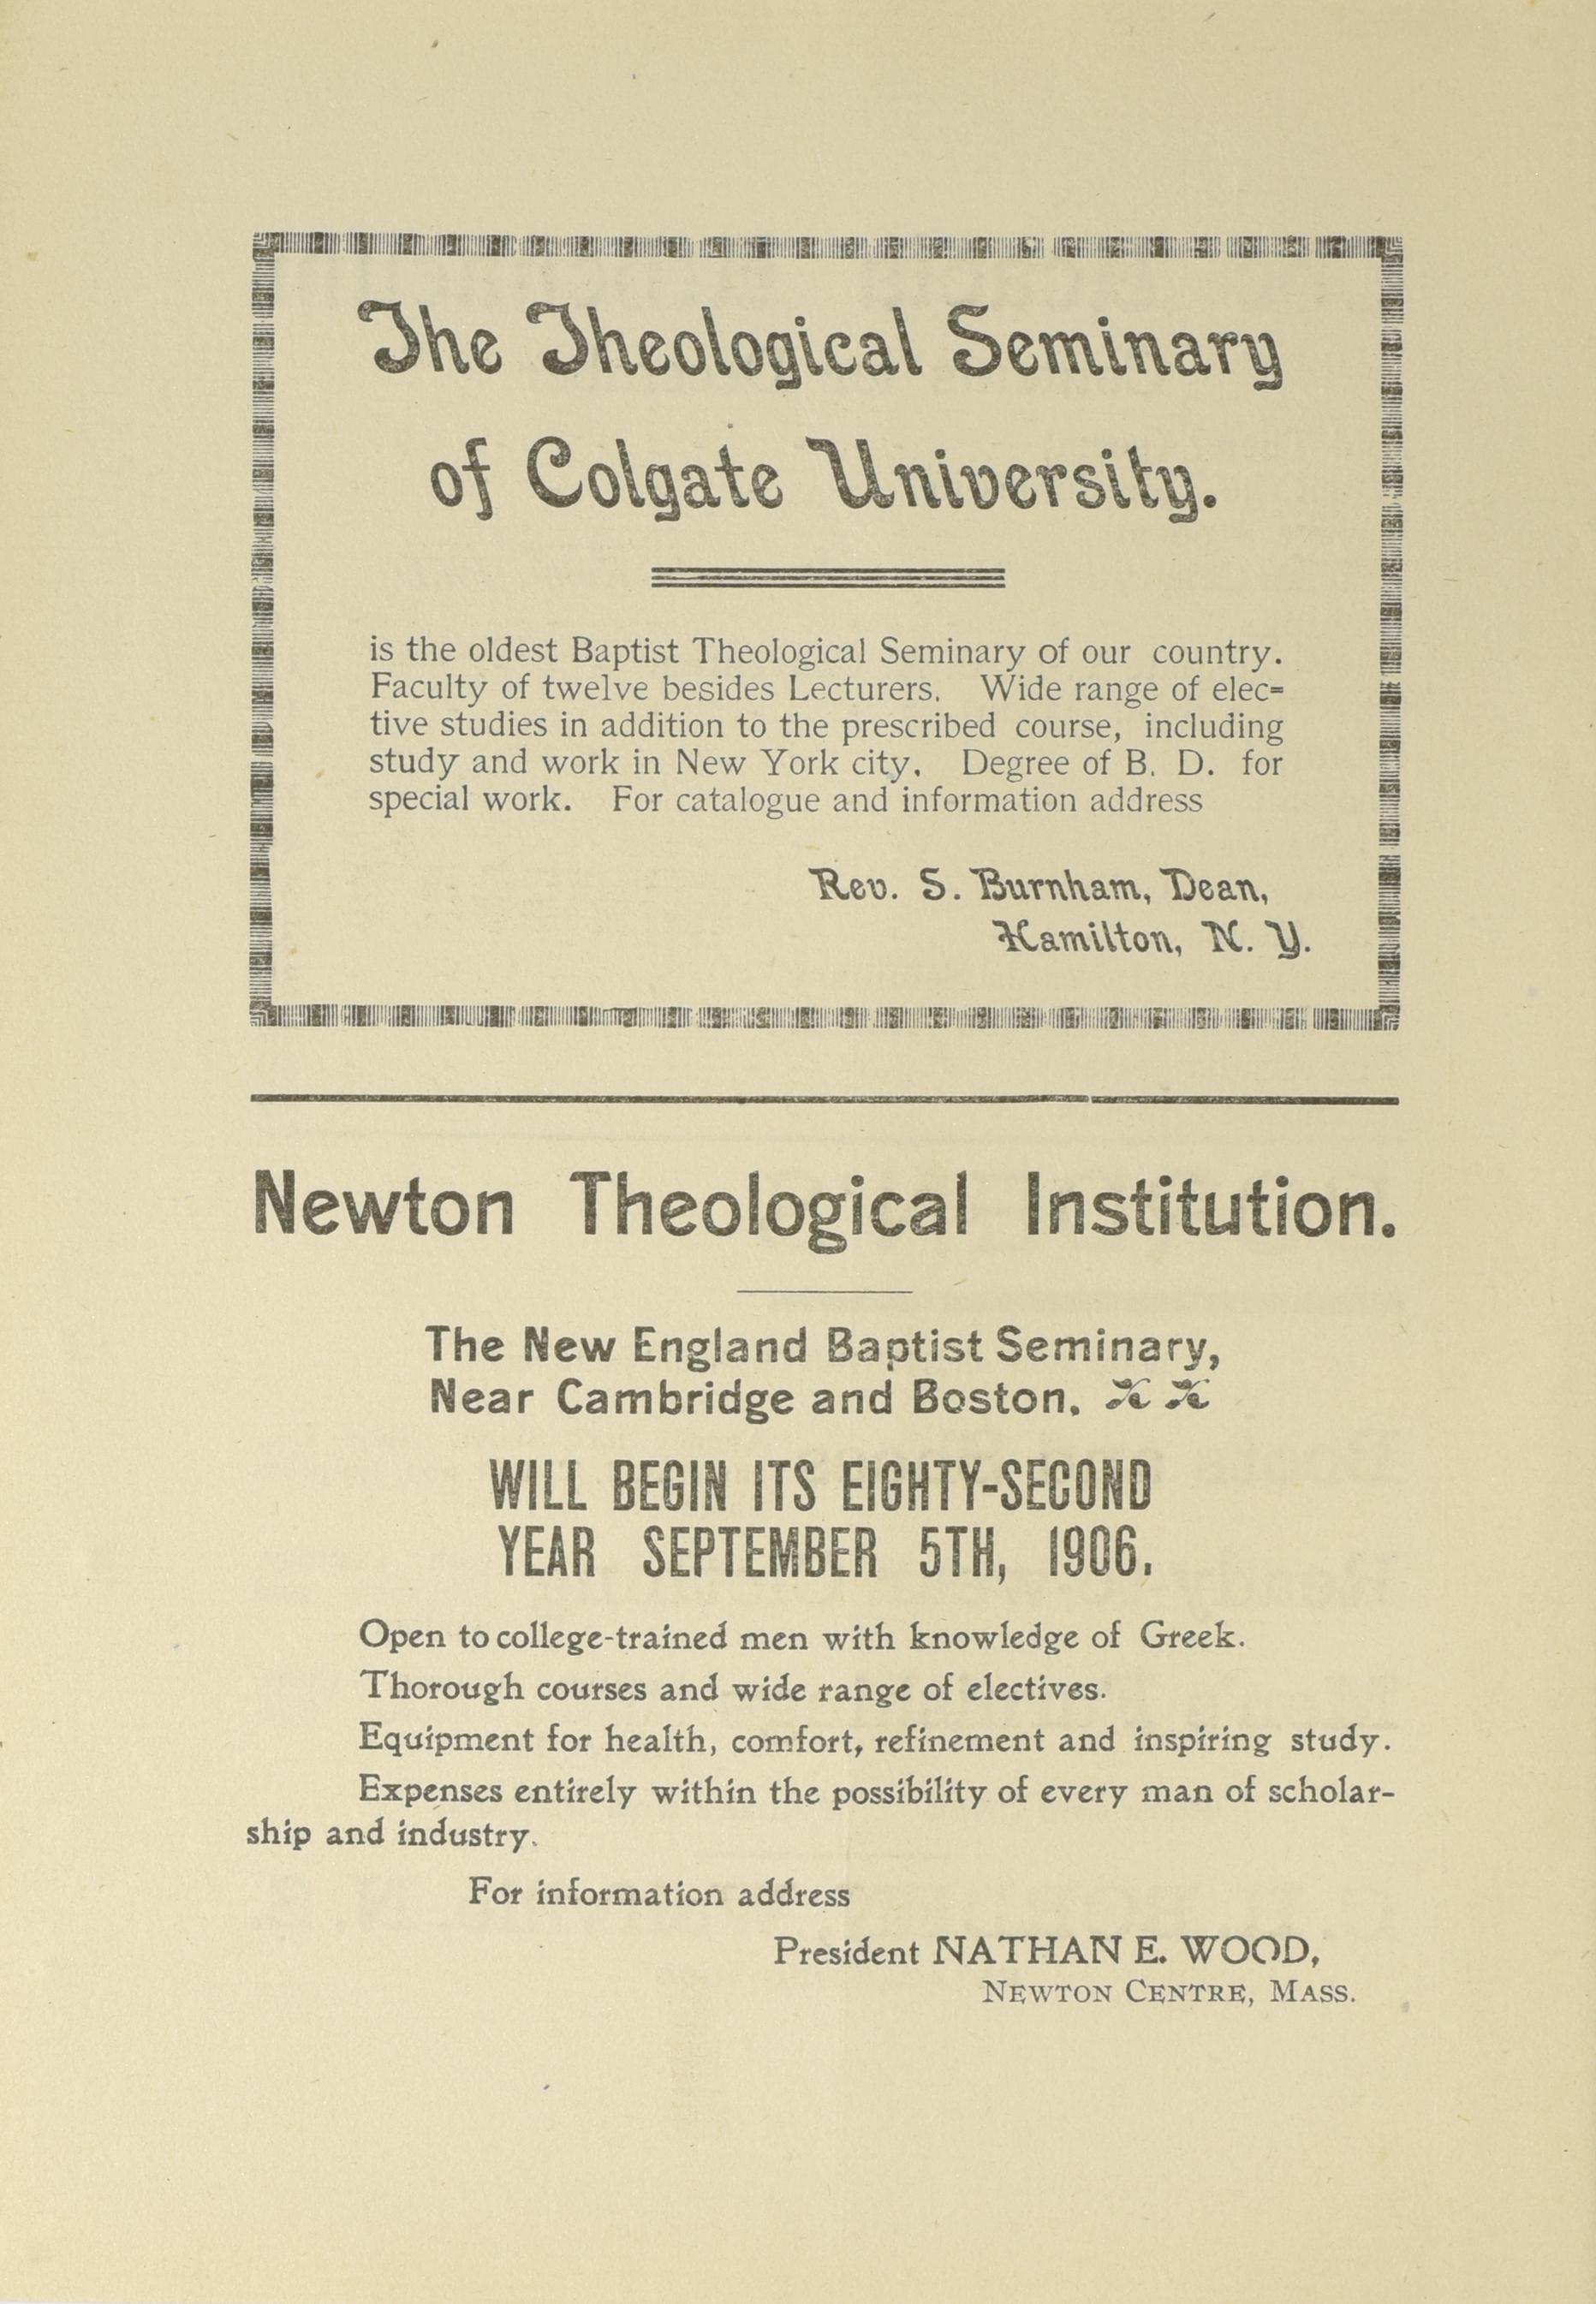 The Theological Seminary
of Colgate University.
is the oldest Baptist Theological Seminary of our country.
Faculty of twelve besides Lecturers. Wide range of elec=
tive studies in addition to the prescribed course, including
study and work in New York city. Degree of B. D. for
special work. For catalogue and information address
Rev. S. Burnham, Dean,
Hamilton, N. Y.
Newton Theological Institution.
The New England Baptist Seminary,
Near Cambridge and Boston.
WILL BEGIN ITS EIGHTY-SECOND
YEAR SEPTEMBER 5TH, 1906.
Open to college-trained men with knowledge of Greek.
Thorough courses and wide range of electives.
Equipment for health, comfort, refinement and inspiring study.
Expenses entirely within the possibility of every man of scholar-
ship and industry.
For information address
President NATHAN E. WOOD,
NEWTON CENTRE, MASS.